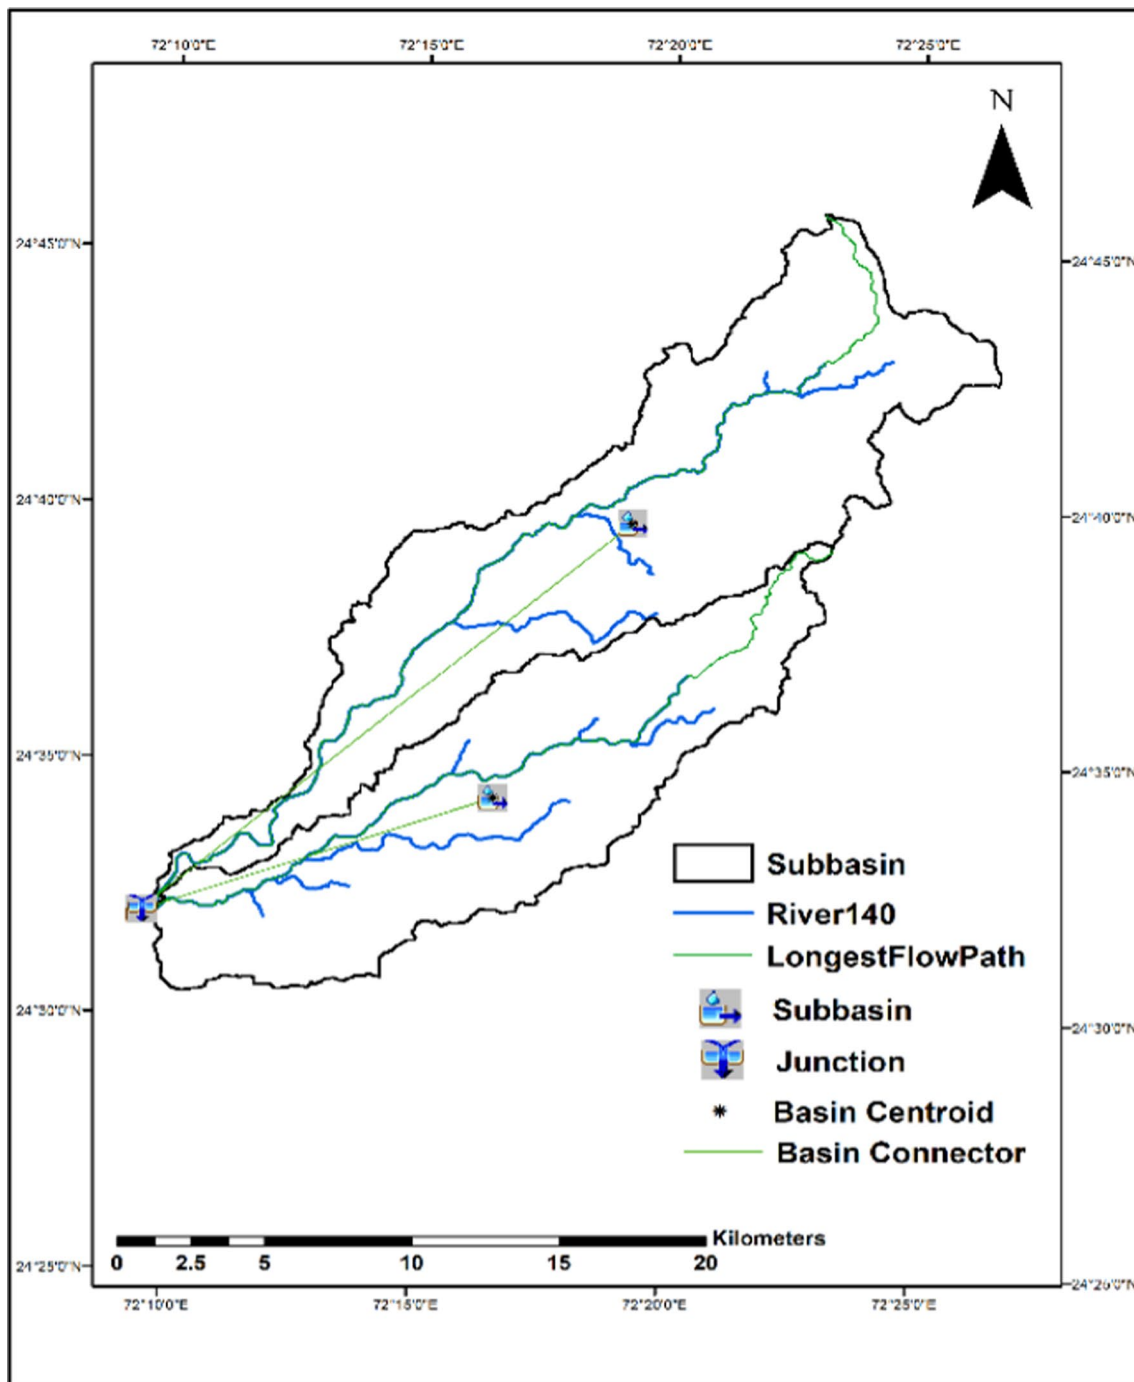 72°10'0"E 72°15'0"E 72°20'0"E 72°25'0"E
N
24°45'0"N
24°45'0"N
24°40'0"N
24°40'0"N
24°35'0"N
24°35'0"N
Subbasin
River140
LongestFlowPath
Subbasin
24°30'0"N
24°30'0"N
Junction
Basin Centroid
Basin Connector
Kilometers
0 2.5 5 10 15 20
24°25'0"N
24°25'0"N
72°10'0"E 72°15'0"E 72°20'0"E 72°25'0"E